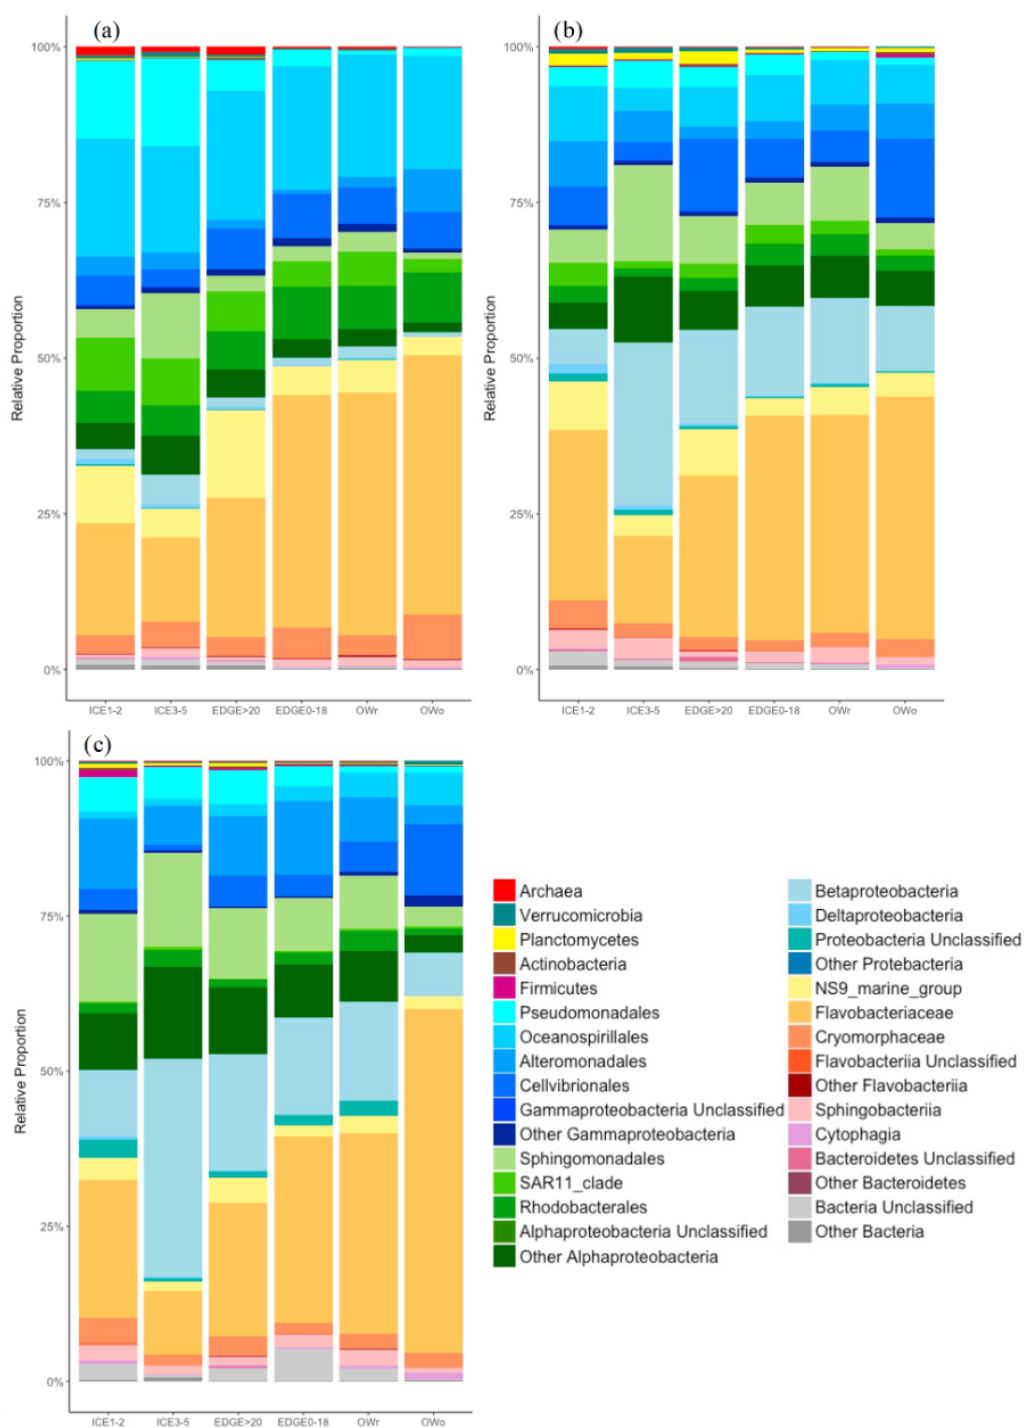 (a)
100%
75%
50%
25%
0%
Relative Proportion
ICE1-2 ICE3-5 EDGE>20 EDGE0-18 OWr OWo
(b)
100%
75%
50%
25%
0%
Relative Proportion
ICE1-2 ICE3-5 EDGE>20 EDGE0-18 OWr OWo
(c)
100%
75%
50%
25%
0%
Relative Proportion
ICE1-2 ICE3-5 EDGE>20 EDGE0-18 OWr OWo
Archaea
Verrucomicrobia
Planctomycetes
Actinobacteria
Firmicutes
Pseudomonadales
Oceanospirillales
Alteromonadales
Cellvibrionales
Gammaproteobacteria Unclassified
Other Gammaproteobacteria
Sphingomonadales
SAR11_clade
Rhodobacterales
Alphaproteobacteria Unclassified
Other Alphaproteobacteria
Betaproteobacteria
Deltaproteobacteria
Proteobacteria Unclassified
Other Protebacteria
NS9_marine_group
Flavobacteriaceae
Cryomorphaceae
Flavobacteriia Unclassified
Other Flavobacteriia
Sphingobacteriia
Cytophagia
Bacteroidetes Unclassified
Other Bacteroidetes
Bacteria Unclassified
Other Bacteria